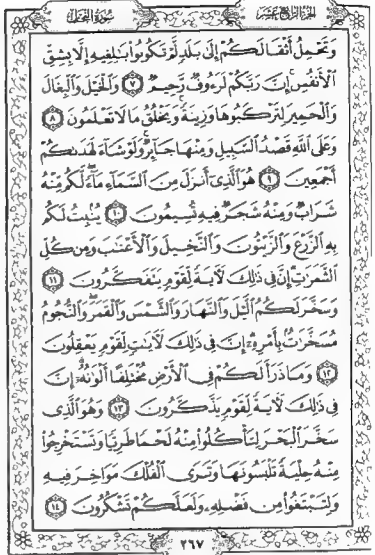 سورة النحل
الجزء الرابع عشر
وَتَحْمِلُ أَثْقَالَكُمْ إِلَىٰ بَلَدٍ لَّمْ تَكُونُوا۟ بَٰلِغِيهِ إِلَّا بِشِقِّ
ٱلْأَنفُسِ ۚ إِنَّ رَبَّكُمْ لَرَءُوفٌ رَّحِيمٌ ٧ وَٱلْخَيْلَ وَٱلْبِغَالَ
وَٱلْحَمِيرَ لِتَرْكَبُوهَا وَزِينَةً ۚ وَيَخْلُقُ مَا لَا تَعْلَمُونَ ٨
وَعَلَى ٱللَّهِ قَصْدُ ٱلسَّبِيلِ وَمِنْهَا جَآئِرٌ ۚ وَلَوْ شَآءَ لَهَدَىٰكُمْ
أَجْمَعِينَ ٩ هُوَ ٱلَّذِىٓ أَنزَلَ مِنَ ٱلسَّمَآءِ مَآءً ۖ لَّكُم مِّنْهُ
شَرَابٌ وَمِنْهُ شَجَرٌ فِيهِ تُسِيمُونَ ١٠ يُنۢبِتُ لَكُم
بِهِ ٱلزَّرْعَ وَٱلزَّيْتُونَ وَٱلنَّخِيلَ وَٱلْأَعْنَٰبَ وَمِن كُلِّ
ٱلثَّمَرَٰتِ ۗ إِنَّ فِى ذَٰلِكَ لَءَايَةً لِّقَوْمٍ يَتَفَكَّرُونَ ١١
وَسَخَّرَ لَكُمُ ٱلَّيْلَ وَٱلنَّهَارَ وَٱلشَّمْسَ وَٱلْقَمَرَ ۖ وَٱلنُّجُومُ
مُسَخَّرَٰتٌۢ بِأَمْرِهِۦٓ ۗ إِنَّ فِى ذَٰلِكَ لَءَايَٰتٍ لِّقَوْمٍ يَعْقِلُونَ
١٢ وَمَا ذَرَأَ لَكُمْ فِى ٱلْأَرْضِ مُخْتَلِفًا أَلْوَٰنُهُۥٓ ۗ إِنَّ
فِى ذَٰلِكَ لَءَايَةً لِّقَوْمٍ يَذَّكَّرُونَ ١٣ وَهُوَ ٱلَّذِى
سَخَّرَ ٱلْبَحْرَ لِتَأْكُلُوا۟ مِنْهُ لَحْمًا طَرِيًّا وَتَسْتَخْرِجُوا۟
مِنْهُ حِلْيَةً تَلْبَسُونَهَا وَتَرَى ٱلْفُلْكَ مَوَاخِرَ فِيهِ
وَلِتَبْتَغُوا۟ مِن فَضْلِهِۦ وَلَعَلَّكُمْ تَشْكُرُونَ ١٤
٢٦٧